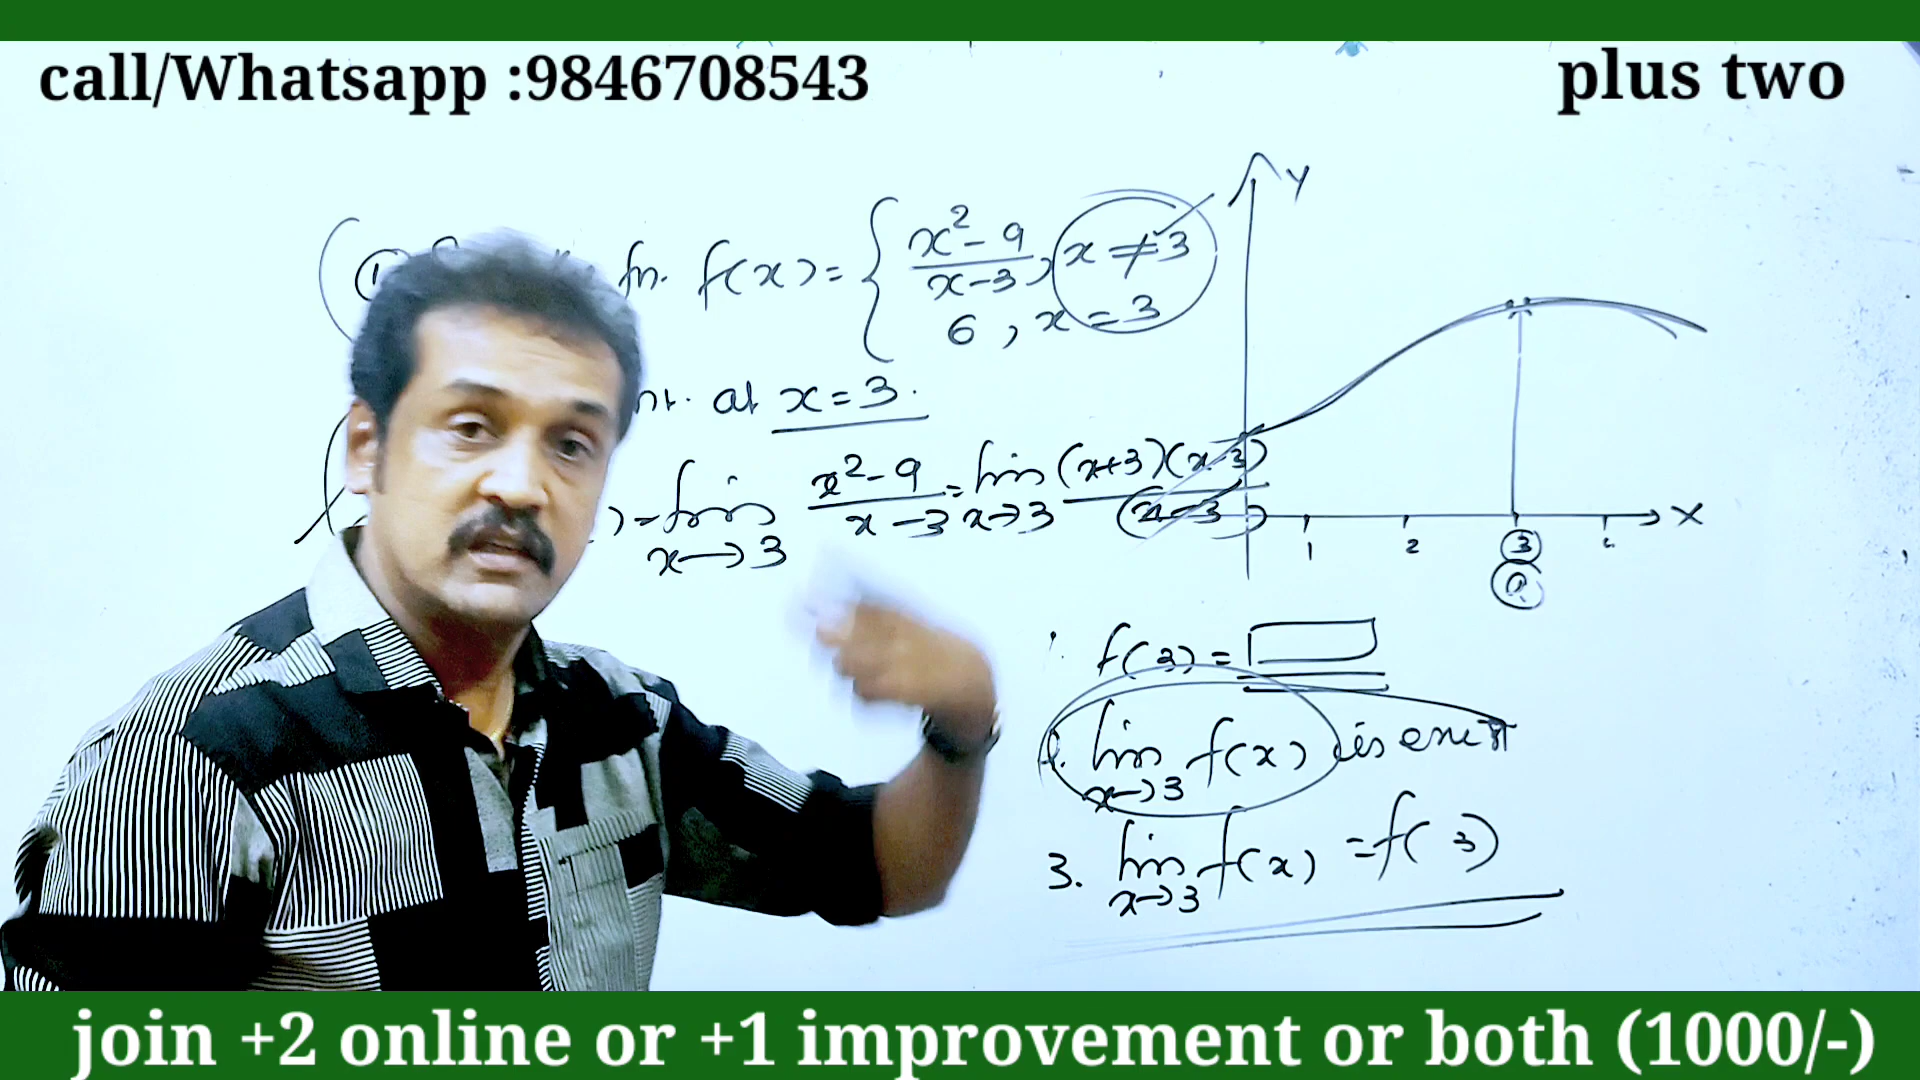 call/Whatsapp :9846708543
plus two
fn. f(x) = { x² - 9 / x - 3 , x ≠ 3
6 , x = 3
at x = 3.
) = lim x→3 x² - 9 / x - 3 = lim x→3 (x+3)(x-3) / (x-3)
Y
X
1 2 3
a
1. f(3) =
lim x→3 f(x) is exist
3. lim x→3 f(x) = f(3)
join +2 online or +1 improvement or both (1000/-)